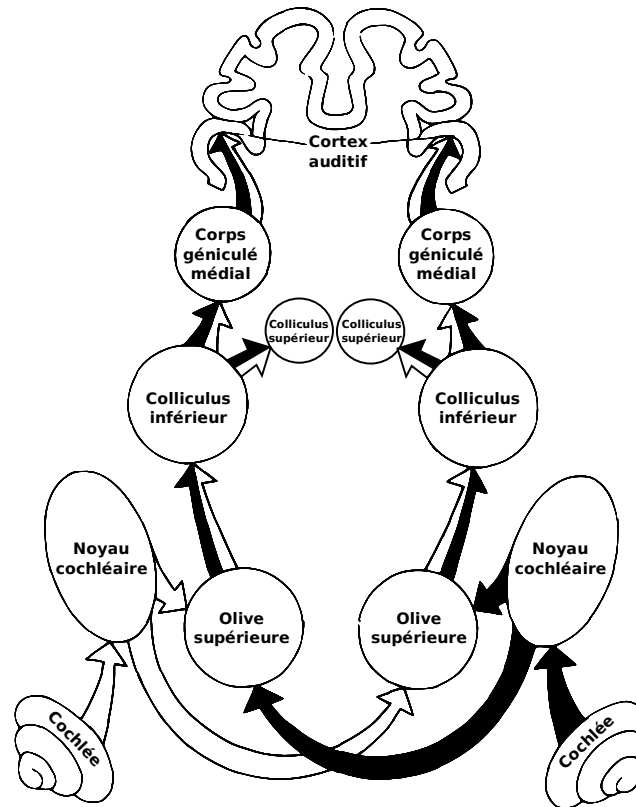 Cortex
auditif
Corps
géniculé
médial
Corps
géniculé
médial
Colliculus
supérieur
Colliculus
supérieur
Colliculus
inférieur
Colliculus
inférieur
Noyau
cochléaire
Noyau
cochléaire
Olive
supérieure
Olive
supérieure
Cochlée
Cochlée